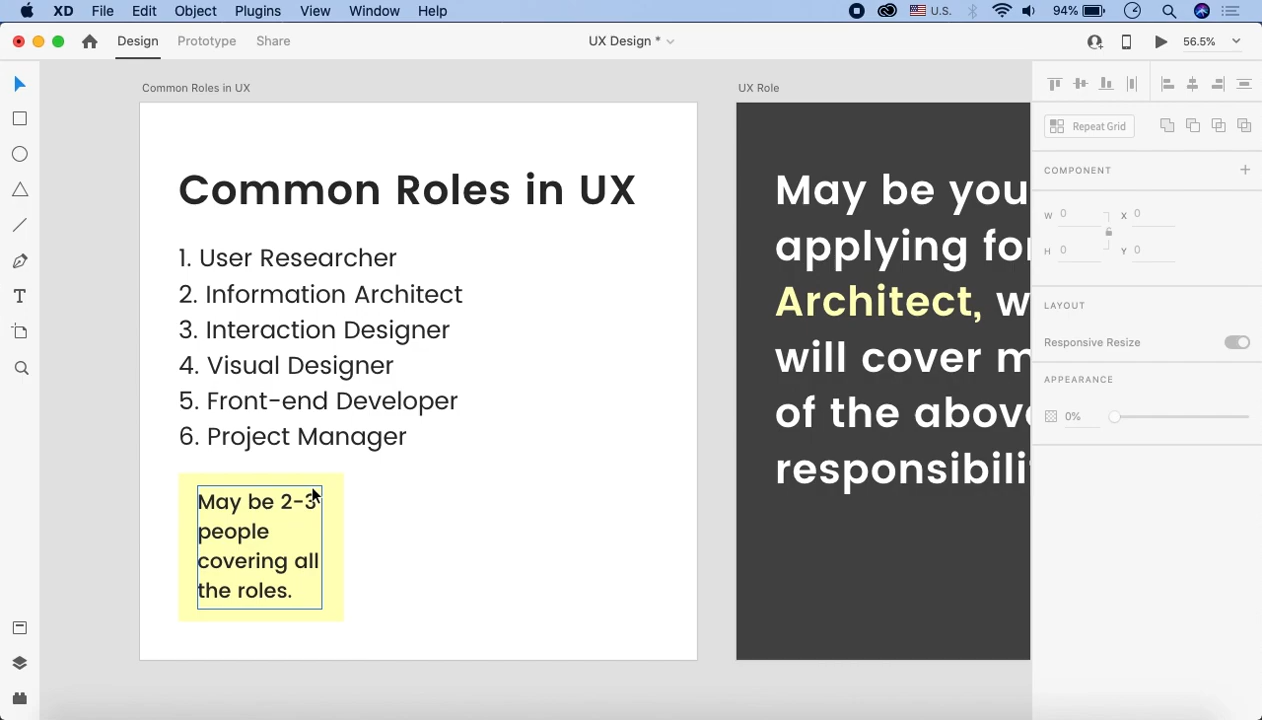 XD File Edit Object Plugins View Window Help U.S. 94%
Design Prototype Share UX Design * 56.5%
Common Roles in UX
Common Roles in UX
1. User Researcher
2. Information Architect
3. Interaction Designer
4. Visual Designer
5. Front-end Developer
6. Project Manager
May be 2-3
people
covering all
the roles.
UX Role
May be you
applying for
Architect, w
will cover m
of the above
responsibili
Repeat Grid
COMPONENT
W 0 X 0
H 0 Y 0
LAYOUT
Responsive Resize
APPEARANCE
0%